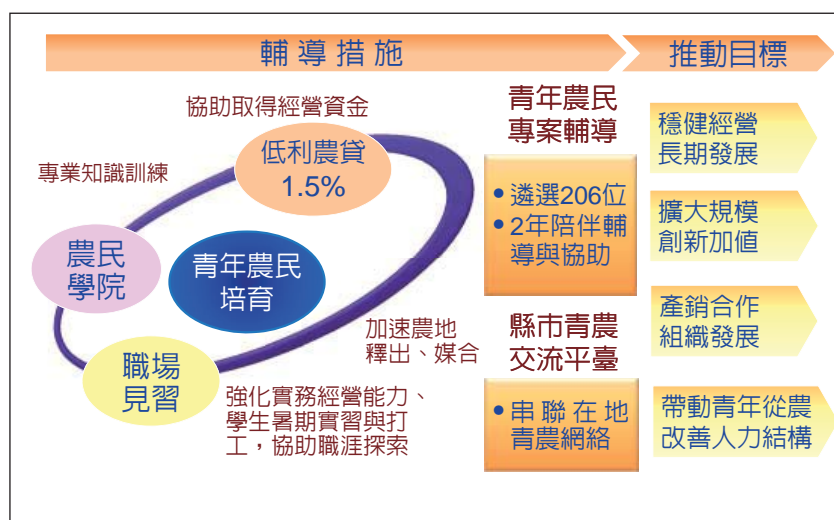 輔導措施
推動目標
協助取得經營資金
低利農貸
1.5%
專業知識訓練
農民
學院
青年農民
培育
職場
見習
加速農地
釋出、媒合
強化實務經營能力、
學生暑期實習與打
工，協助職涯探索
青年農民
專案輔導
•遴選206位
•2年陪伴輔
導與協助
縣市青農
交流平臺
•串聯在地
青農網絡
穩健經營
長期發展
擴大規模
創新加值
產銷合作
組織發展
帶動青年從農
改善人力結構